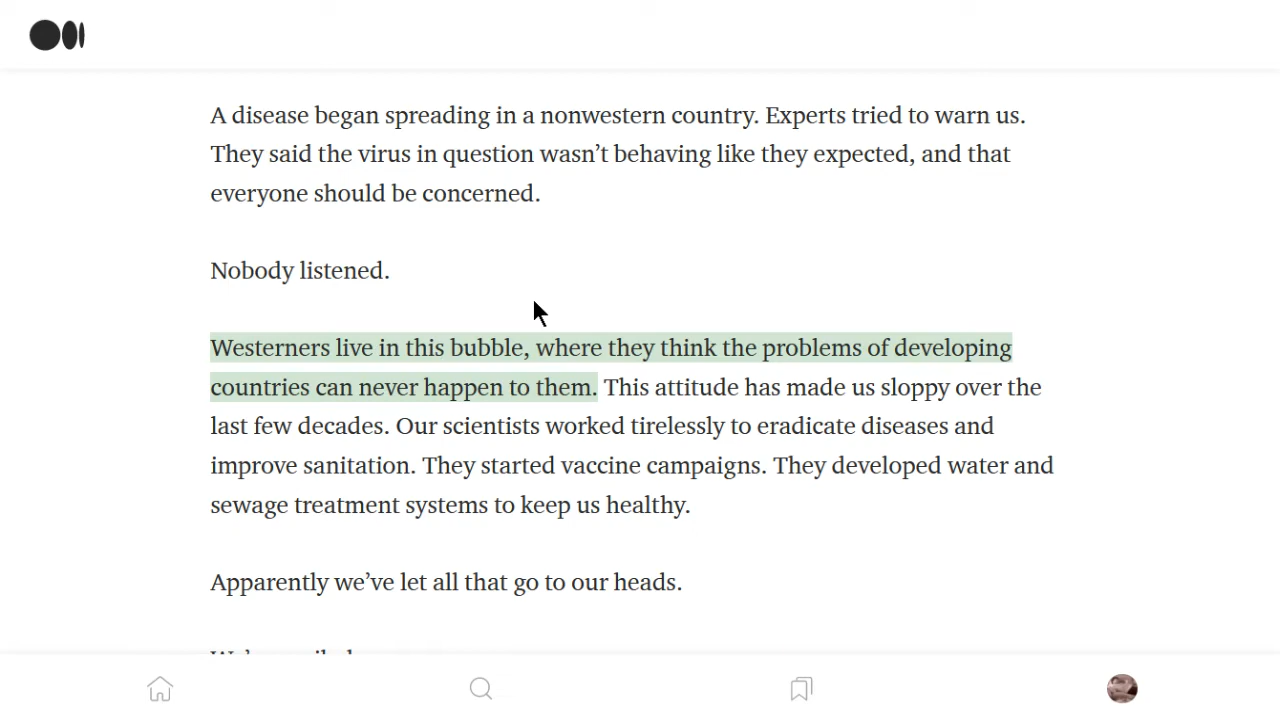 A disease began spreading in a nonwestern country. Experts tried to warn us.
They said the virus in question wasn’t behaving like they expected, and that
everyone should be concerned.
Nobody listened.
Westerners live in this bubble, where they think the problems of developing
countries can never happen to them. This attitude has made us sloppy over the
last few decades. Our scientists worked tirelessly to eradicate diseases and
improve sanitation. They started vaccine campaigns. They developed water and
sewage treatment systems to keep us healthy.
Apparently we’ve let all that go to our heads.